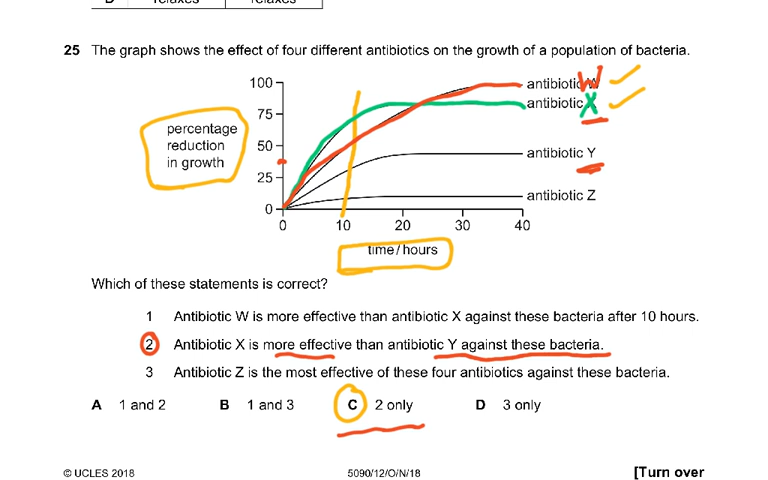 relaxes relaxes
25 The graph shows the effect of four different antibiotics on the growth of a population of bacteria.
percentage
reduction
in growth
100
75
50
25
0
antibiotic W
antibiotic X
antibiotic Y
antibiotic Z
0 10 20 30 40
time / hours
Which of these statements is correct?
1 Antibiotic W is more effective than antibiotic X against these bacteria after 10 hours.
2 Antibiotic X is more effective than antibiotic Y against these bacteria.
3 Antibiotic Z is the most effective of these four antibiotics against these bacteria.
A 1 and 2 B 1 and 3 C 2 only D 3 only
© UCLES 2018 5090/12/O/N/18 [Turn over